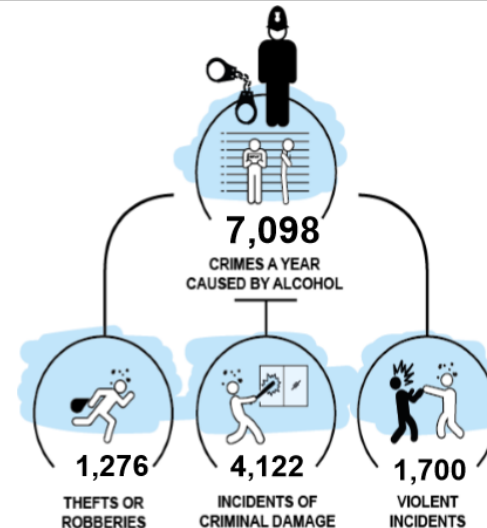 7,098
CRIMES A YEAR
CAUSED BY ALCOHOL
1,276
THEFTS OR
ROBBERIES
4,122
INCIDENTS OF
CRIMINAL DAMAGE
1,700
VIOLENT
INCIDENTS